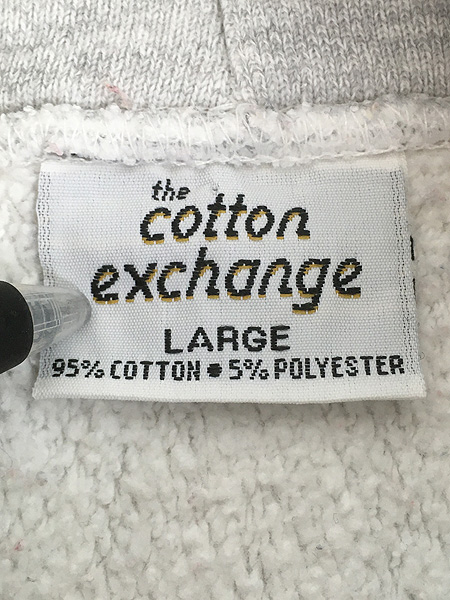 the
cotton
exchange
LARGE
95% COTTON • 5% POLYESTER